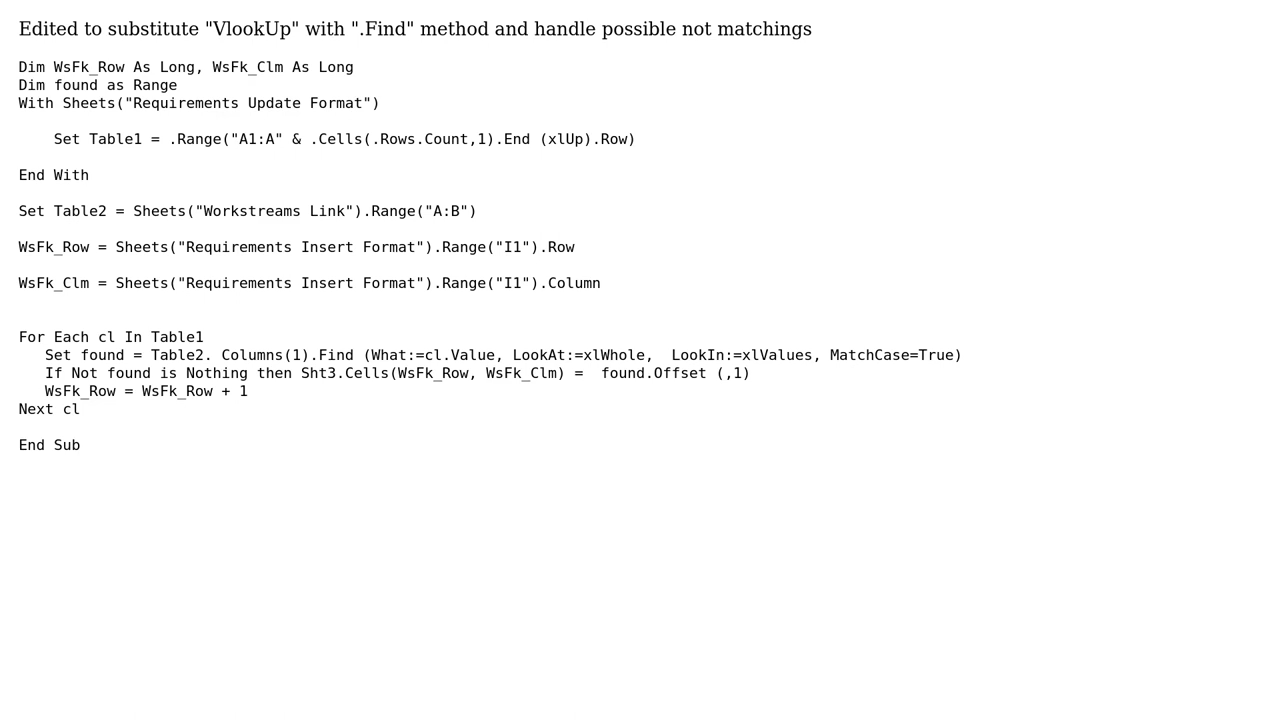 Edited to substitute "VlookUp" with ".Find" method and handle possible not matchings
Dim WsFk_Row As Long, WsFk_Clm As Long
Dim found as Range
With Sheets("Requirements Update Format")
    Set Table1 = .Range("A1:A" & .Cells(.Rows.Count,1).End (xlUp).Row)
End With
Set Table2 = Sheets("Workstreams Link").Range("A:B")
WsFk_Row = Sheets("Requirements Insert Format").Range("I1").Row
WsFk_Clm = Sheets("Requirements Insert Format").Range("I1").Column
For Each cl In Table1
   Set found = Table2. Columns(1).Find (What:=cl.Value, LookAt:=xlWhole,  LookIn:=xlValues, MatchCase=True)
   If Not found is Nothing then Sht3.Cells(WsFk_Row, WsFk_Clm) =  found.Offset (,1)
   WsFk_Row = WsFk_Row + 1
Next cl
End Sub